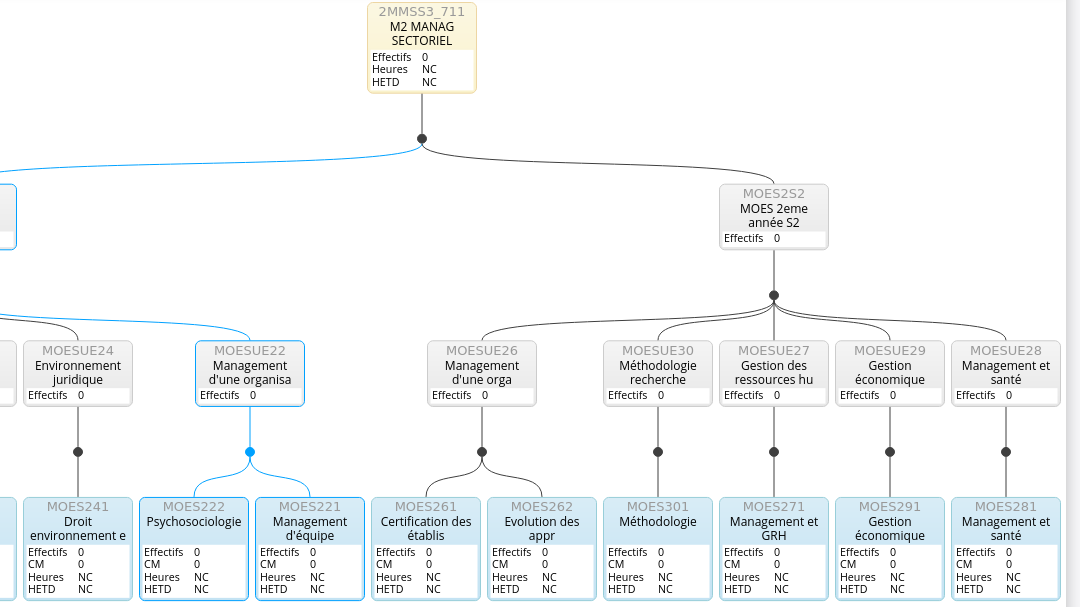 2MMSS3_711
M2 MANAG
SECTORIEL
Effectifs 0
Heures NC
HETD NC
MOES2S2
MOES 2eme
année S2
Effectifs 0
MOESUE24
Environnement
juridique
Effectifs 0
MOESUE22
Management
d'une organisa
Effectifs 0
MOESUE26
Management
d'une orga
Effectifs 0
MOESUE30
Méthodologie
recherche
Effectifs 0
MOESUE27
Gestion des
ressources hu
Effectifs 0
MOESUE29
Gestion
économique
Effectifs 0
MOESUE28
Management et
santé
Effectifs 0
MOES241
Droit
environnement e
Effectifs 0
CM 0
Heures NC
HETD NC
MOES222
Psychosociologie
Effectifs 0
CM 0
Heures NC
HETD NC
MOES221
Management
d'équipe
Effectifs 0
CM 0
Heures NC
HETD NC
MOES261
Certification des
établis
Effectifs 0
CM 0
Heures NC
HETD NC
MOES262
Evolution des
appr
Effectifs 0
CM 0
Heures NC
HETD NC
MOES301
Méthodologie
Effectifs 0
CM 0
Heures NC
HETD NC
MOES271
Management et
GRH
Effectifs 0
CM 0
Heures NC
HETD NC
MOES291
Gestion
économique
Effectifs 0
CM 0
Heures NC
HETD NC
MOES281
Management et
santé
Effectifs 0
CM 0
Heures NC
HETD NC